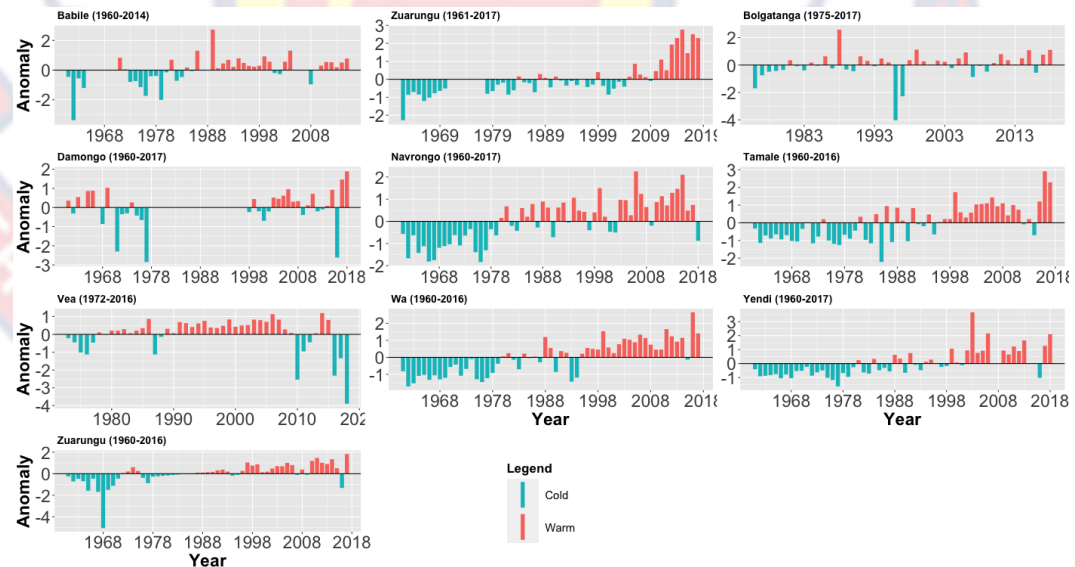 Babile (1960-2014)
Zuarungu (1961-2017)
Bolgatanga (1975-2017)
Anomaly
2
0
-2
1968 1978 1988 1998 2008
3
2
1
0
-1
-2
1969 1979 1989 1999 2009 2019
2
0
-2
-4
1983 1993 2003 2013
Damongo (1960-2017)
Navrongo (1960-2017)
Tamale (1960-2016)
Anomaly
2
1
0
-1
-2
-3
1968 1978 1988 1998 2008 2018
2
1
0
-1
-2
1968 1978 1988 1998 2008 2018
3
2
1
0
-1
-2
1968 1978 1988 1998 2008 2018
Vea (1972-2016)
Wa (1960-2016)
Yendi (1960-2017)
Anomaly
1
0
-1
-2
-3
-4
1980 1990 2000 2010 202
2
1
0
-1
1968 1978 1988 1998 2008 2018
Year
3
2
1
0
-1
1968 1978 1988 1998 2008 2018
Year
Zuarungu (1960-2016)
Anomaly
2
0
-2
-4
1968 1978 1988 1998 2008 2018
Year
Legend
Cold
Warm